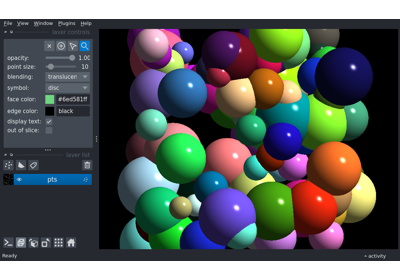 File View Window Plugins Help
layer controls
opacity: 1.00
point size: 10
blending: translucen
symbol: disc
face color: #6ed581ff
edge color: black
display text:
out of slice:
layer list
pts
Ready
activity